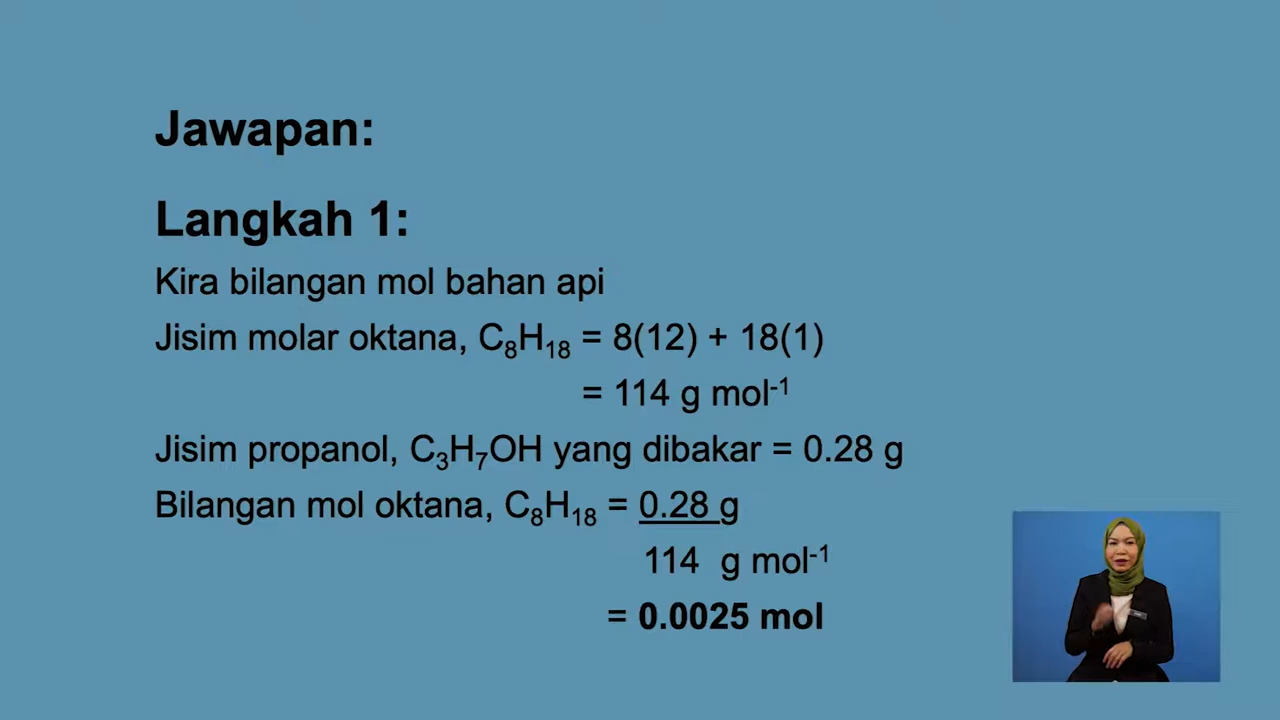 Jawapan:
Langkah 1:
Kira bilangan mol bahan api
Jisim molar oktana, C₈H₁₈ = 8(12) + 18(1)
= 114 g mol⁻¹
Jisim propanol, C₃H₇OH yang dibakar = 0.28 g
Bilangan mol oktana, C₈H₁₈ = 0.28 g
114 g mol⁻¹
= 0.0025 mol